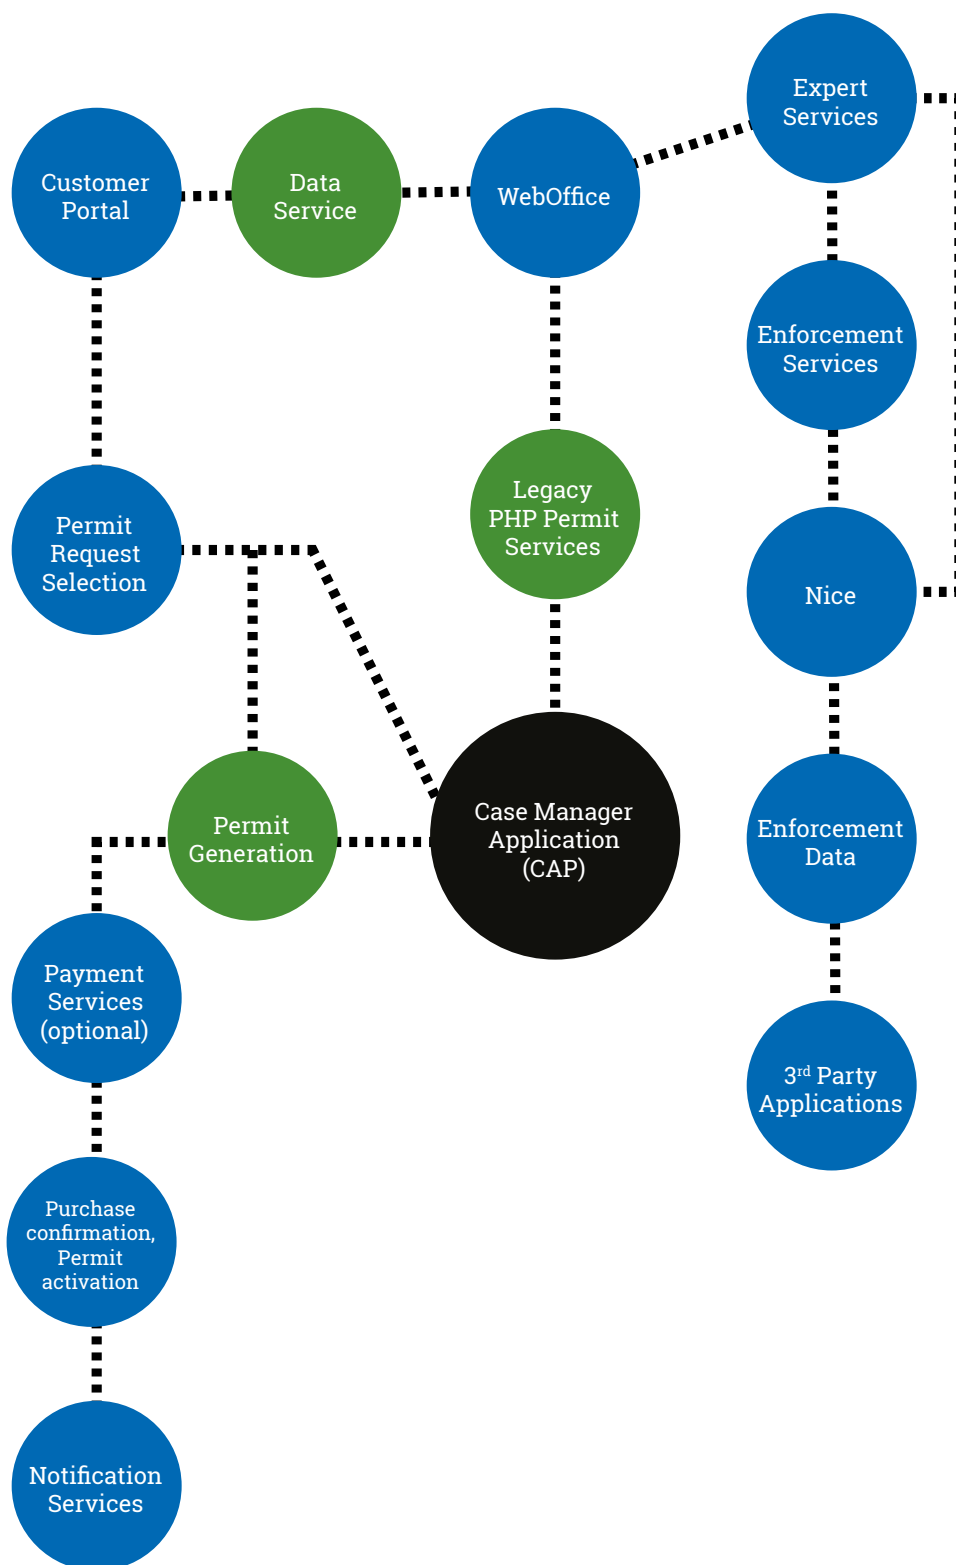 Expert
Services
Customer
Portal
Data
Service
WebOffice
Enforcement
Services
Legacy
PHP Permit
Services
Permit
Request
Selection
Nice
Case Manager
Application
(CAP)
Permit
Generation
Enforcement
Data
Payment
Services
(optional)
3rd Party
Applications
Purchase
confirmation,
Permit
activation
Notification
Services